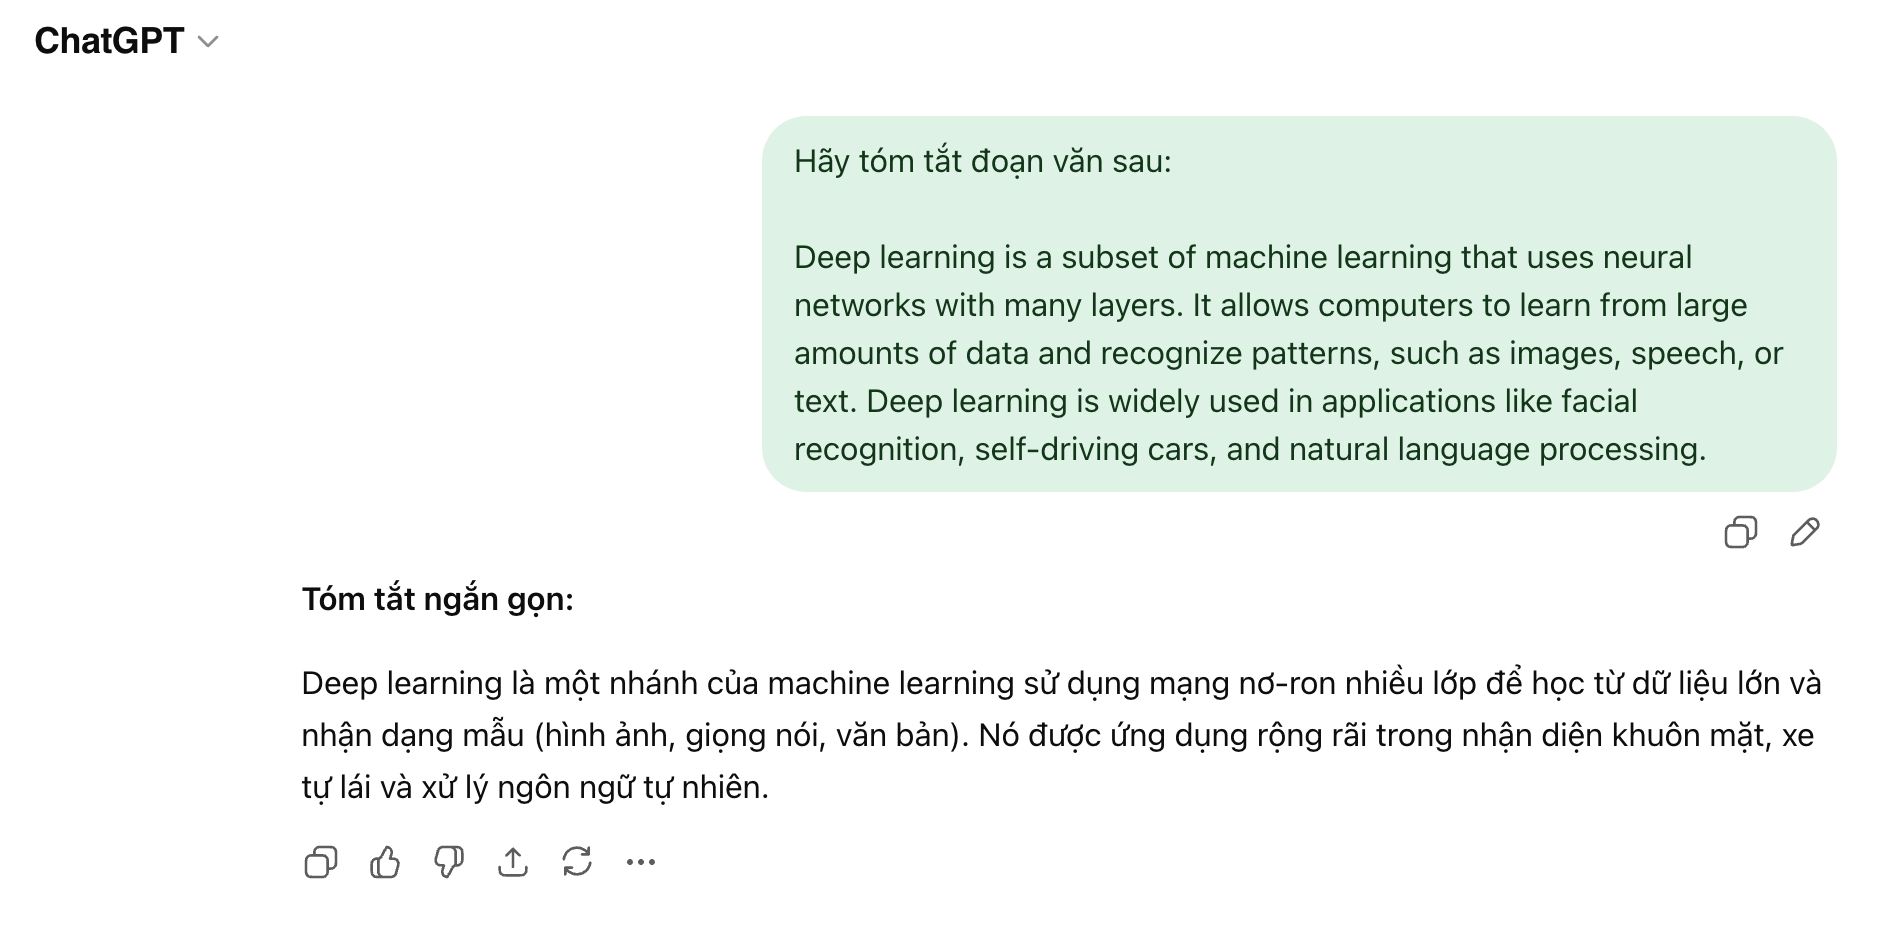 ChatGPT
Hãy tóm tắt đoạn văn sau:
Deep learning is a subset of machine learning that uses neural
networks with many layers. It allows computers to learn from large
amounts of data and recognize patterns, such as images, speech, or
text. Deep learning is widely used in applications like facial
recognition, self-driving cars, and natural language processing.
Tóm tắt ngắn gọn:
Deep learning là một nhánh của machine learning sử dụng mạng nơ-ron nhiều lớp để học từ dữ liệu lớn và
nhận dạng mẫu (hình ảnh, giọng nói, văn bản). Nó được ứng dụng rộng rãi trong nhận diện khuôn mặt, xe
tự lái và xử lý ngôn ngữ tự nhiên.